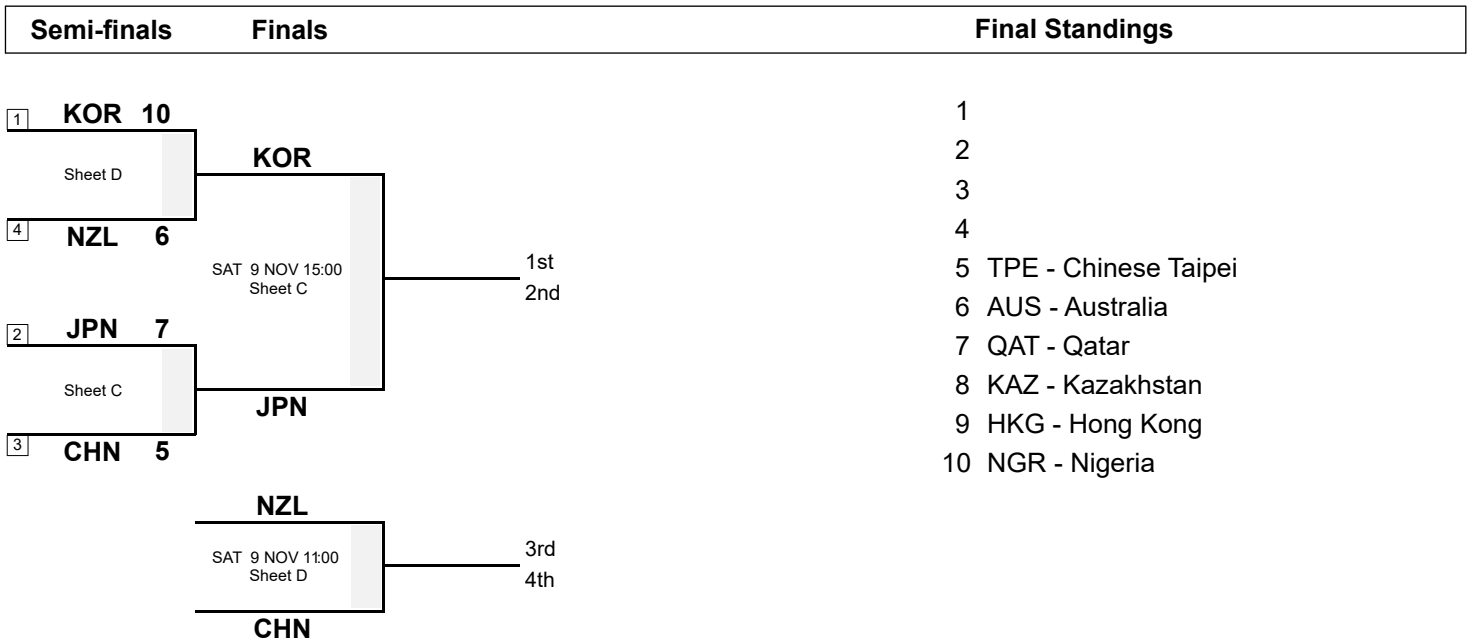 Semi-finals Finals Final Standings
1 KOR 10
Sheet D
4 NZL 6
KOR
SAT 9 NOV 15:00
Sheet C
1st
2nd
2 JPN 7
Sheet C
3 CHN 5
JPN
NZL
SAT 9 NOV 11:00
Sheet D
3rd
4th
CHN
1
2
3
4
5 TPE - Chinese Taipei
6 AUS - Australia
7 QAT - Qatar
8 KAZ - Kazakhstan
9 HKG - Hong Kong
10 NGR - Nigeria